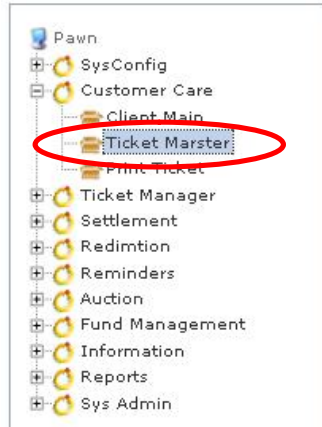 Pawn
SysConfig
Customer Care
Client Main
Ticket Marster
Print Ticket
Ticket Manager
Settlement
Redimtion
Reminders
Auction
Fund Management
Information
Reports
Sys Admin